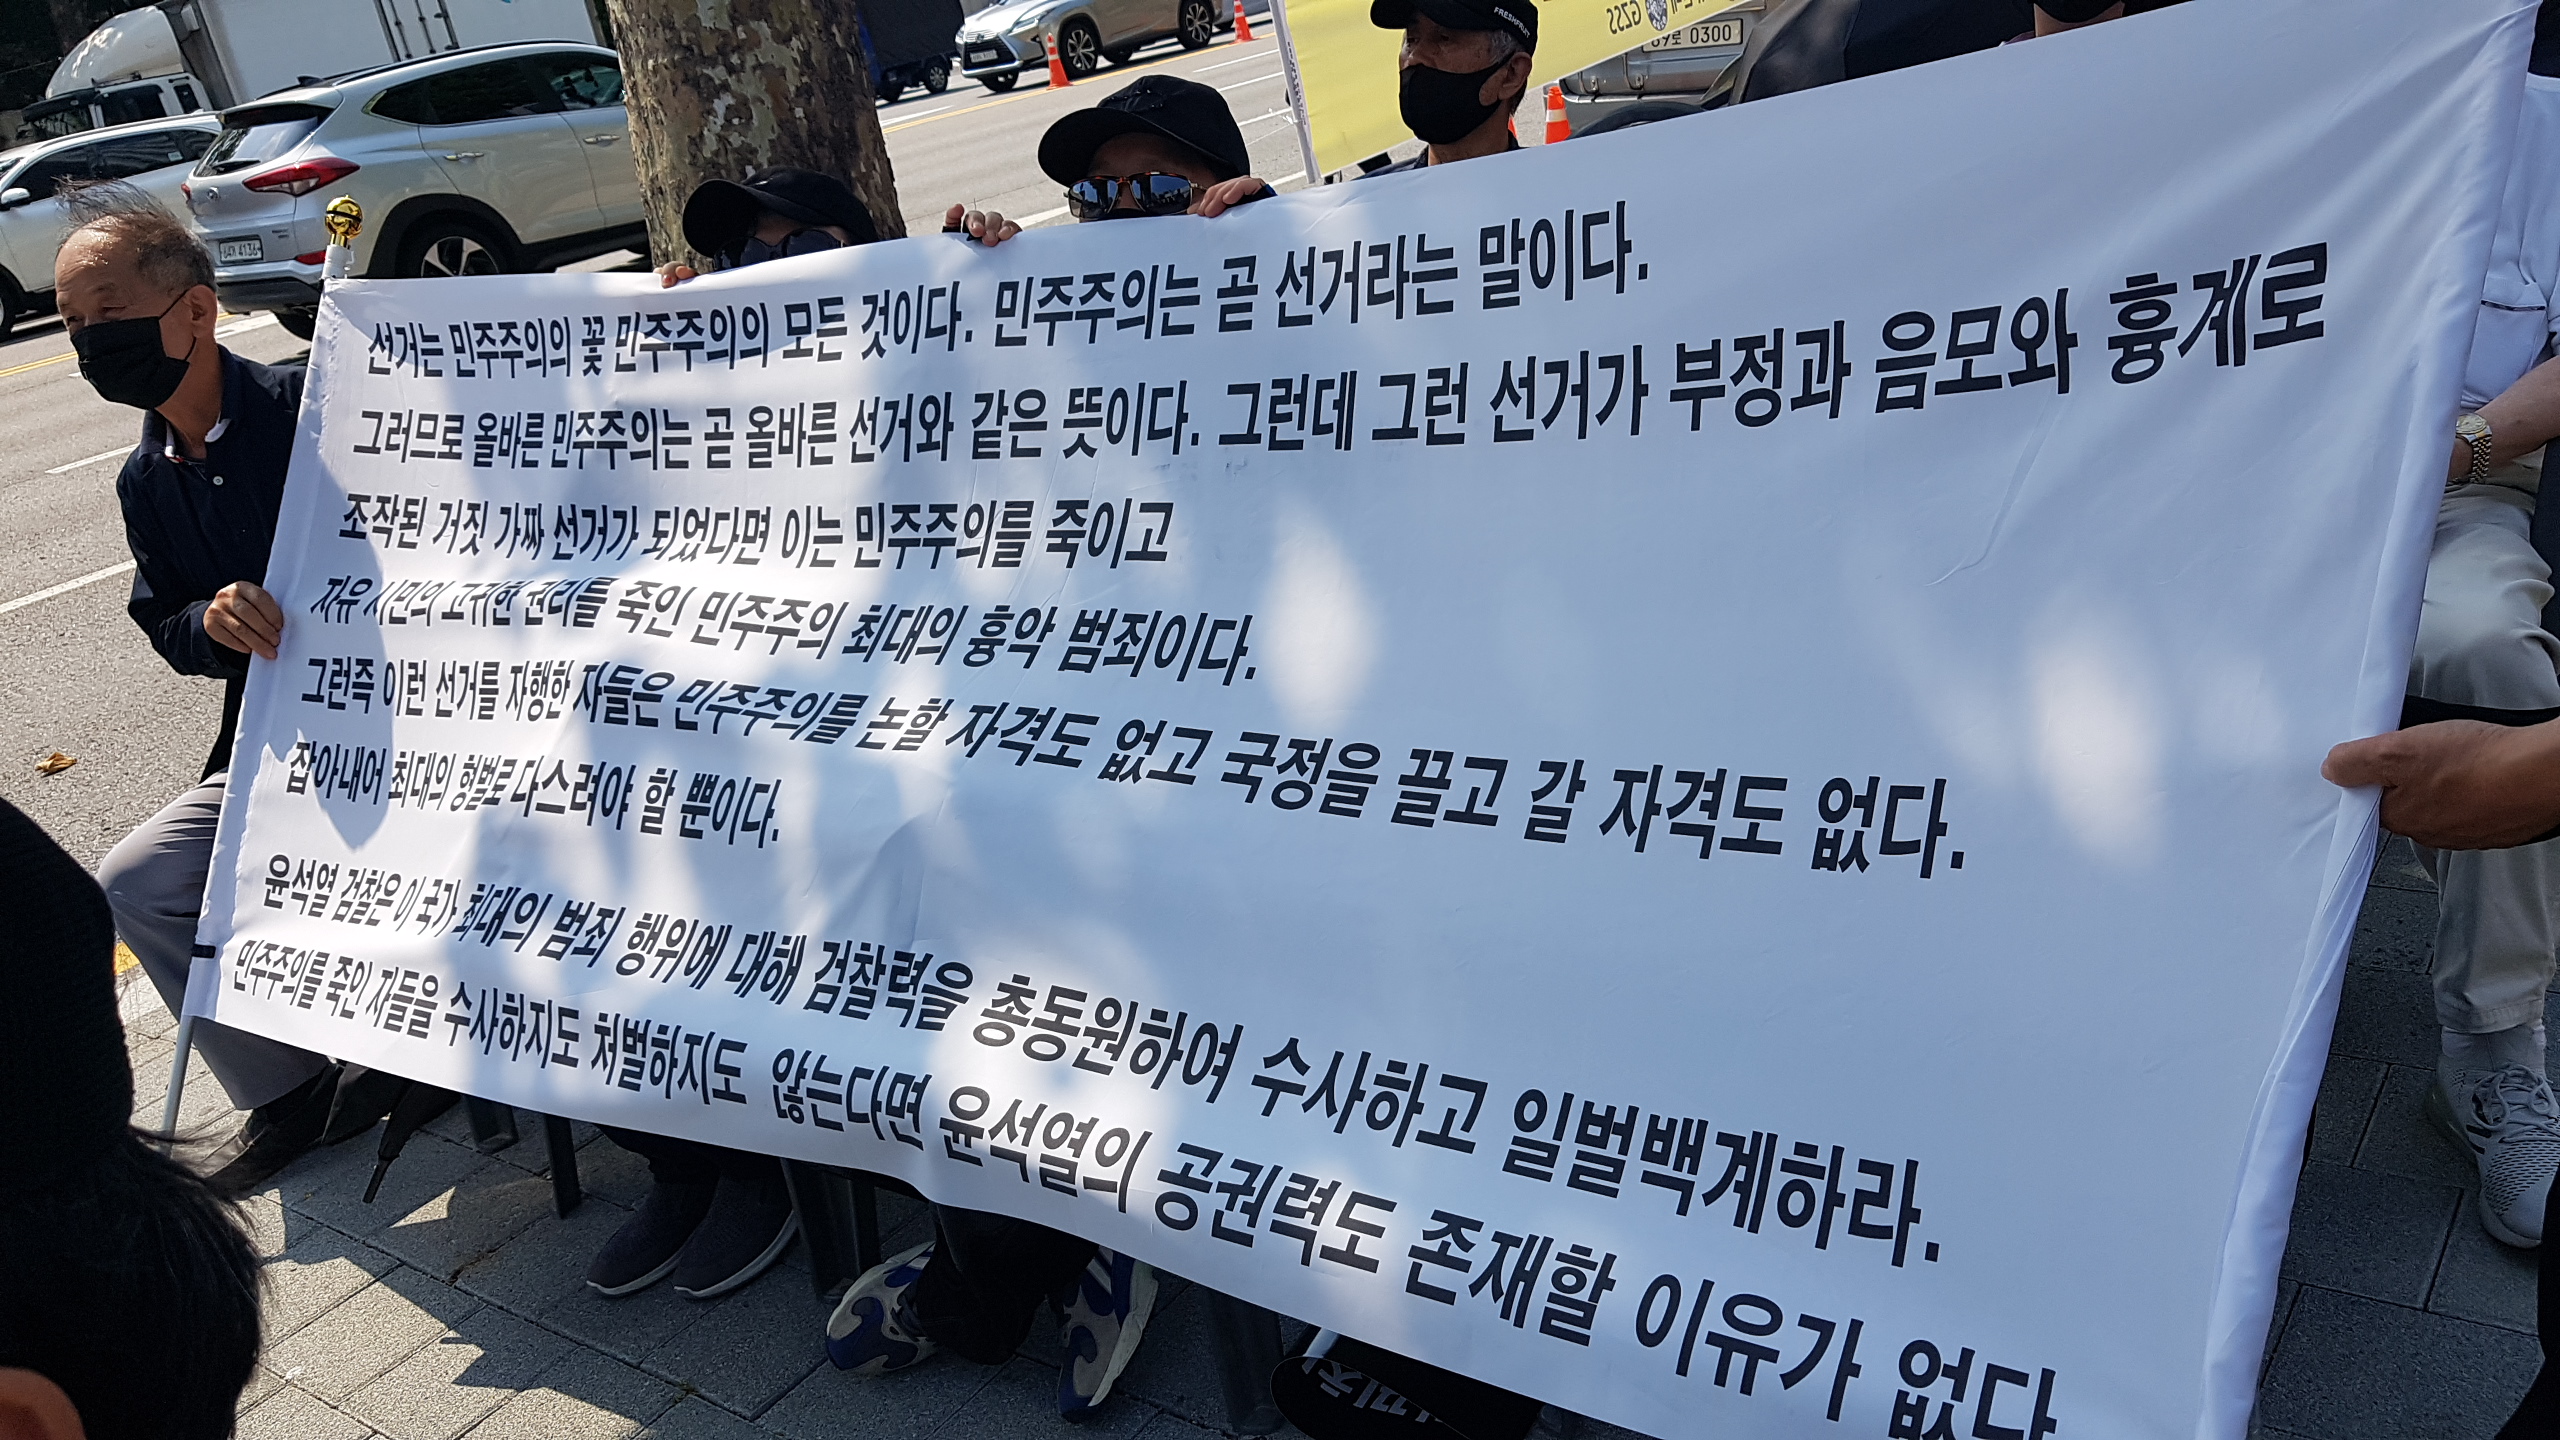 FRESHFRUIT
GZSS
69로 0300
64가 4136
선거는 민주주의의 꽃 민주주의의 모든 것이다. 민주주의는 곧 선거라는 말이다.
그러므로 올바른 민주주의는 곧 올바른 선거와 같은 뜻이다. 그런데 그런 선거가 부정과 음모와 흉계로
조작된 거짓 가짜 선거가 되었다면 이는 민주주의를 죽이고
자유 시민의 고귀한 권리를 죽인 민주주의 최대의 흉악 범죄이다.
그런즉 이런 선거를 자행한 자들은 민주주의를 논할 자격도 없고 국정을 끌고 갈 자격도 없다.
잡아내어 최대의 형벌로 다스려야 할 뿐이다.
윤석열 검찰은 이 국가 최대의 범죄 행위에 대해 검찰력을 총동원하여 수사하고 일벌백계하라.
민주주의를 죽인 자들을 수사하지도 처벌하지도 않는다면 윤석열의 공권력도 존재할 이유가 없다